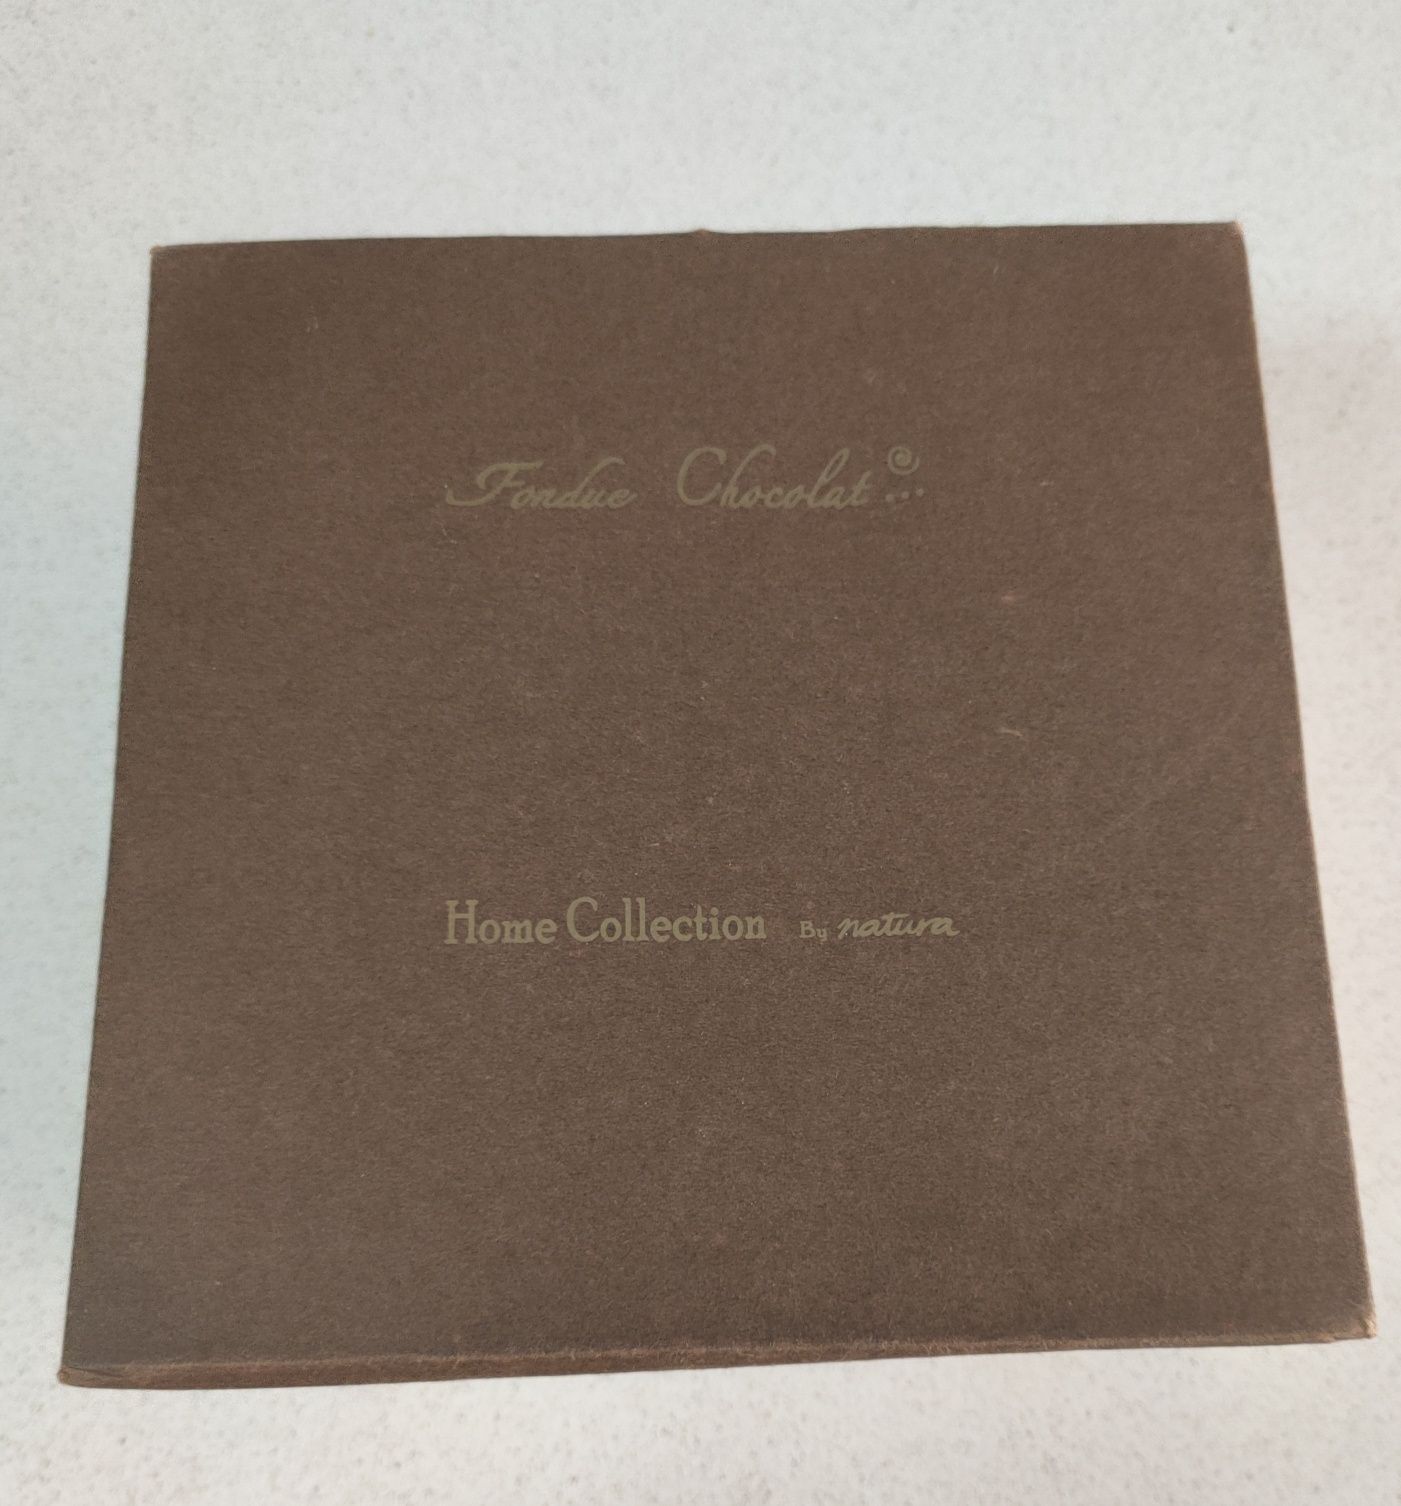 Fondue Chocolat...
Home Collection By natura